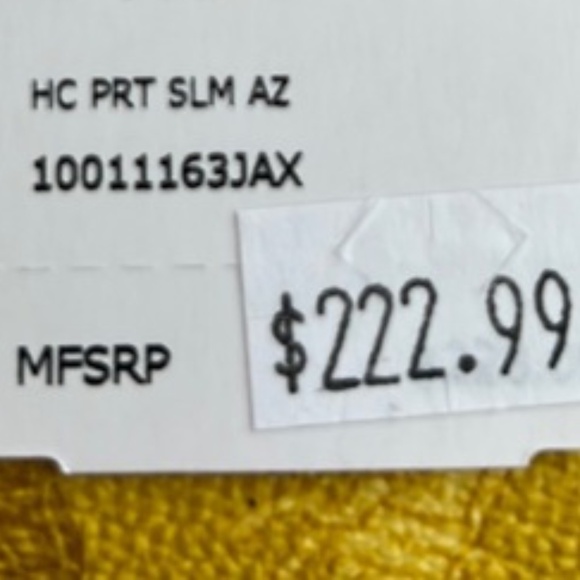 HC PRT SLM AZ
10011163JAX
MFSRP
$222.99